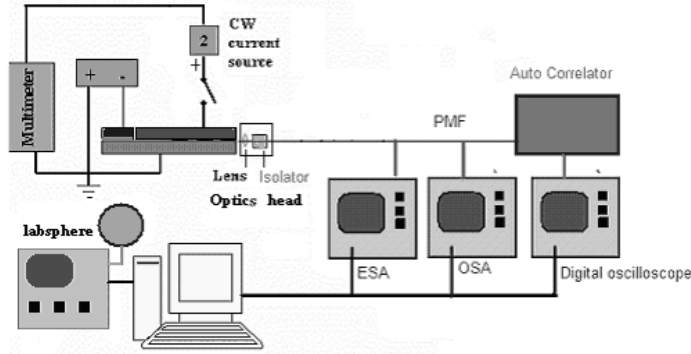 CW
2 current
source
+
+ -
Multimeter
Auto Correlator
PMF
Lens Isolator
Optics head
labsphere
ESA
OSA
Digital oscilloscope